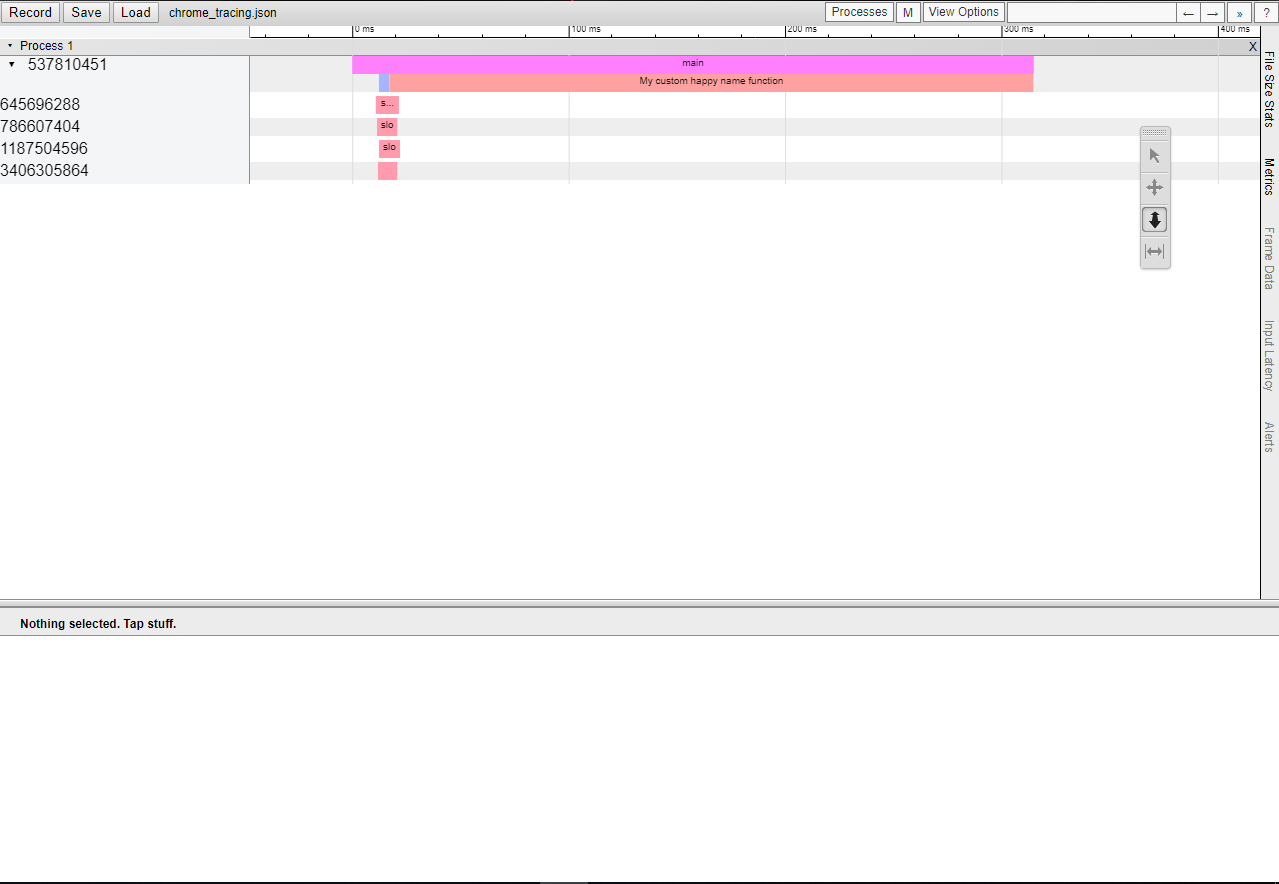 Record Save Load chrome_tracing.json Processes M View Options ← → » ?
0 ms 100 ms 200 ms 300 ms 400 ms
Process 1 X
537810451
main
My custom happy name function
645696288 s...
786607404 slo
1187504596 slo
3406305864
File Size Stats
Metrics
Frame Data
Input Latency
Alerts
Nothing selected. Tap stuff.